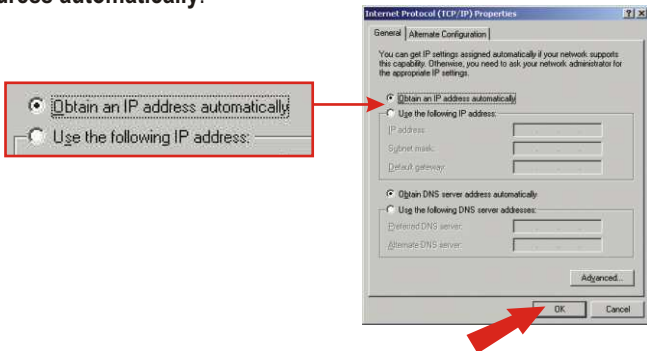 dress automatically.
Obtain an IP address automatically
Use the following IP address:
Internet Protocol (TCP/IP) Properties
General
Alternate Configuration
You can get IP settings assigned automatically if your network supports
this capability. Otherwise, you need to ask your network administrator for
the appropriate IP settings.
Obtain an IP address automatically
Use the following IP address:
IP address:
Subnet mask:
Default gateway:
Obtain DNS server address automatically
Use the following DNS server addresses:
Preferred DNS server:
Alternate DNS server:
Advanced...
OK
Cancel